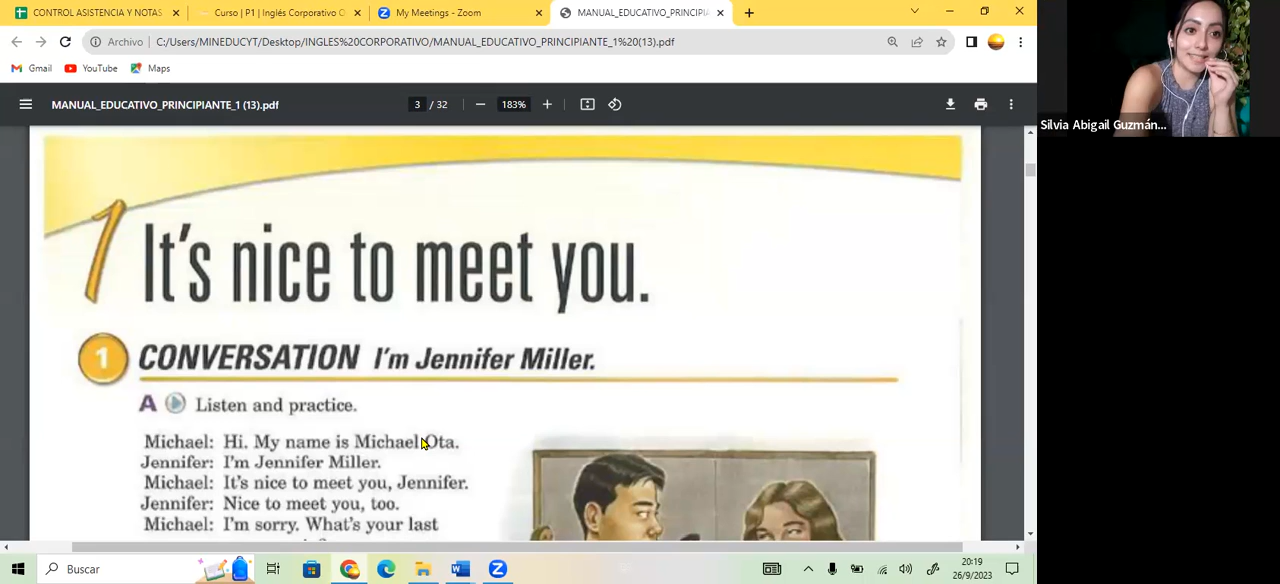 CONTROL ASISTENCIA Y NOTAS
Curso | P1 | Inglés Corporativo O
My Meetings - Zoom
MANUAL_EDUCATIVO_PRINCIPIA
Archivo
C:/Users/MINEDUCYT/Desktop/INGLES%20CORPORATIVO/MANUAL_EDUCATIVO_PRINCIPIANTE_1%20(13).pdf
Gmail
YouTube
Maps
MANUAL_EDUCATIVO_PRINCIPIANTE_1 (13).pdf
3 / 32
183%
Silvia Abigail Guzmán...
1 It's nice to meet you.
1 CONVERSATION I'm Jennifer Miller.
A Listen and practice.
Michael: Hi. My name is Michael Ota.
Jennifer: I'm Jennifer Miller.
Michael: It's nice to meet you, Jennifer.
Jennifer: Nice to meet you, too.
Michael: I'm sorry. What's your last
Buscar
20:19
26/9/2023